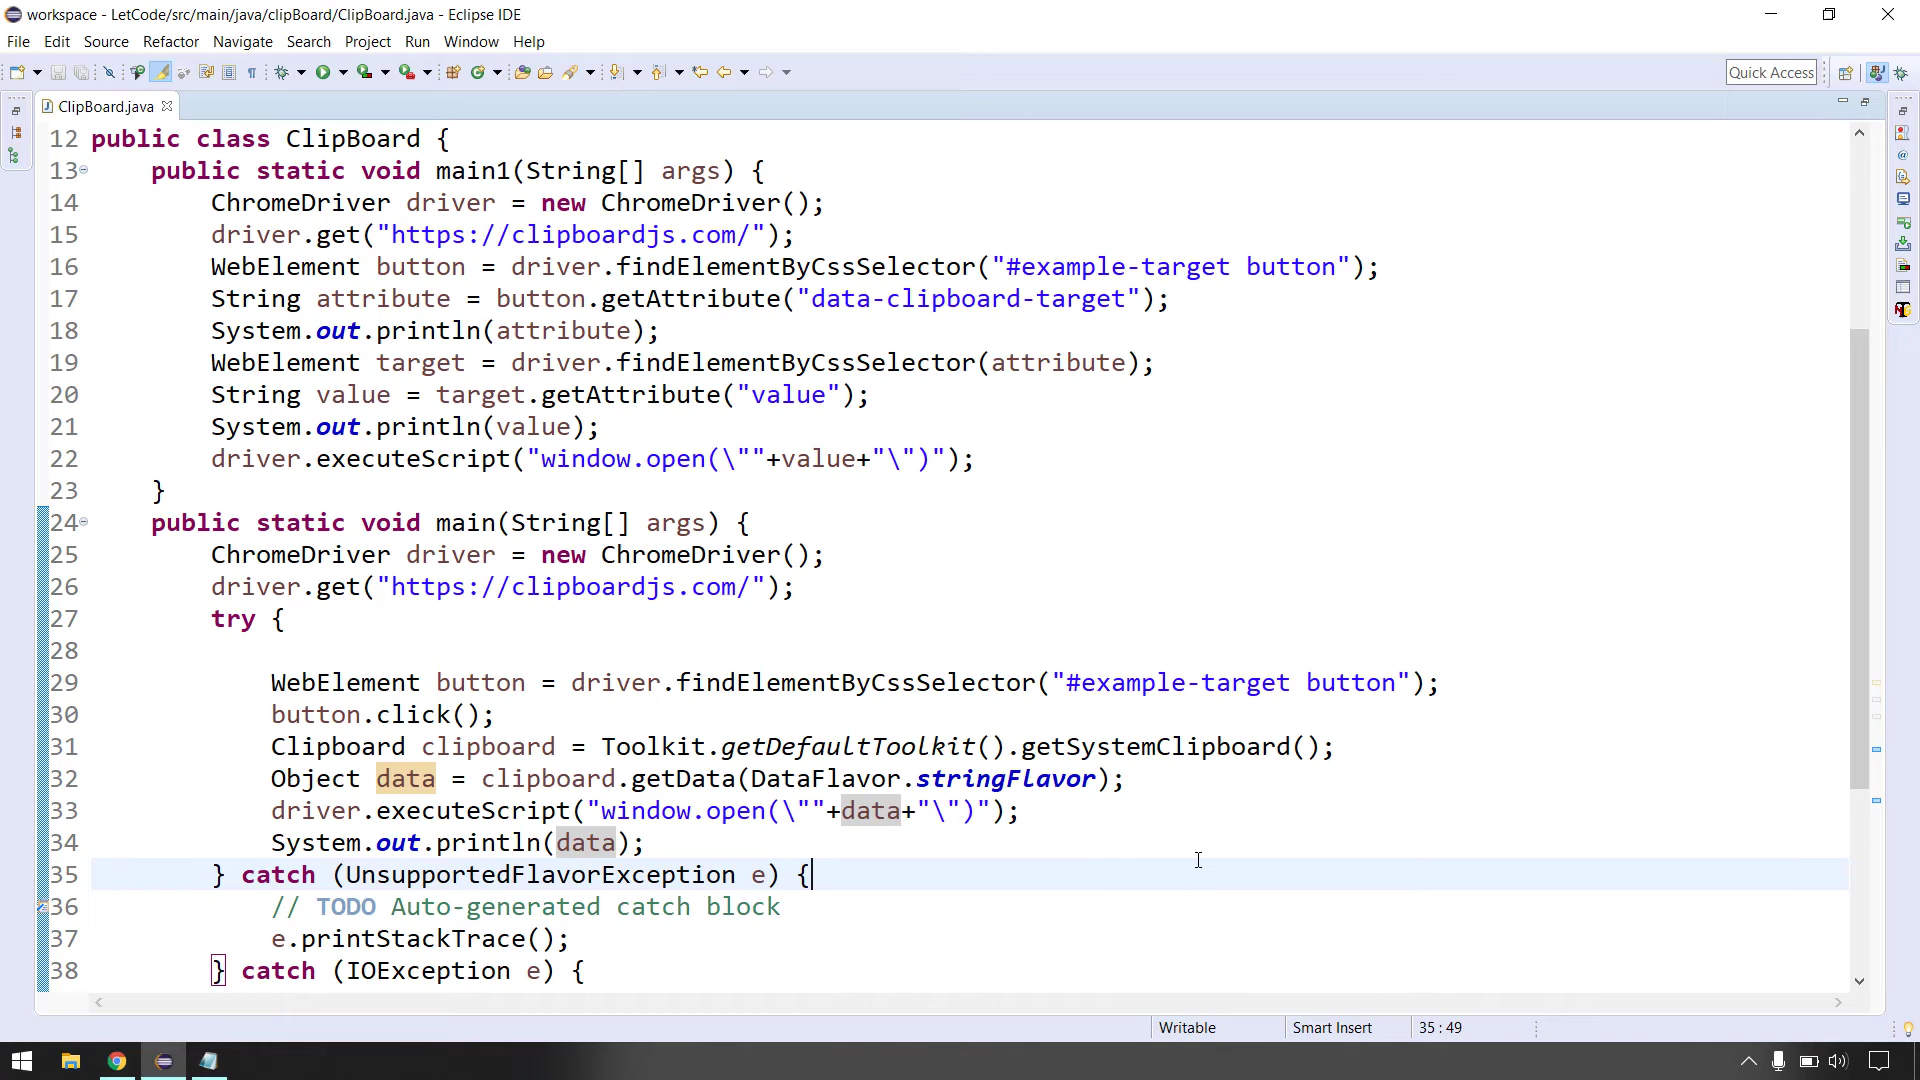 workspace - LetCode/src/main/java/clipBoard/ClipBoard.java - Eclipse IDE
File Edit Source Refactor Navigate Search Project Run Window Help
Quick Access
ClipBoard.java
12 public class ClipBoard {
13 public static void main1(String[] args) {
14 ChromeDriver driver = new ChromeDriver();
15 driver.get("https://clipboardjs.com/");
16 WebElement button = driver.findElementByCssSelector("#example-target button");
17 String attribute = button.getAttribute("data-clipboard-target");
18 System.out.println(attribute);
19 WebElement target = driver.findElementByCssSelector(attribute);
20 String value = target.getAttribute("value");
21 System.out.println(value);
22 driver.executeScript("window.open(\""+value+"\")");
23 }
24 public static void main(String[] args) {
25 ChromeDriver driver = new ChromeDriver();
26 driver.get("https://clipboardjs.com/");
27 try {
28
29 WebElement button = driver.findElementByCssSelector("#example-target button");
30 button.click();
31 Clipboard clipboard = Toolkit.getDefaultToolkit().getSystemClipboard();
32 Object data = clipboard.getData(DataFlavor.stringFlavor);
33 driver.executeScript("window.open(\""+data+"\")");
34 System.out.println(data);
35 } catch (UnsupportedFlavorException e) {
36 // TODO Auto-generated catch block
37 e.printStackTrace();
38 } catch (IOException e) {
Writable Smart Insert 35 : 49